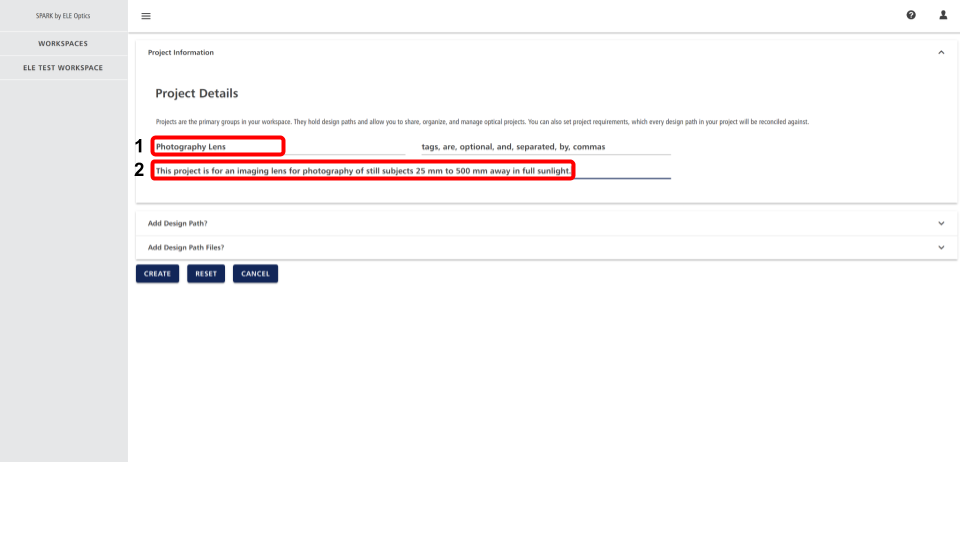 SPARK by ELE Optics
WORKSPACES
ELE TEST WORKSPACE
Project Information
Project Details
Projects are the primary groups in your workspace. They hold design paths and allow you to share, organize, and manage optical projects. You can also set project requirements, which every design path in your project will be reconciled against.
1 Photography Lens tags, are, optional, and, separated, by, commas
2 This project is for an imaging lens for photography of still subjects 25 mm to 500 mm away in full sunlight.
Add Design Path?
Add Design Path Files?
CREATE RESET CANCEL